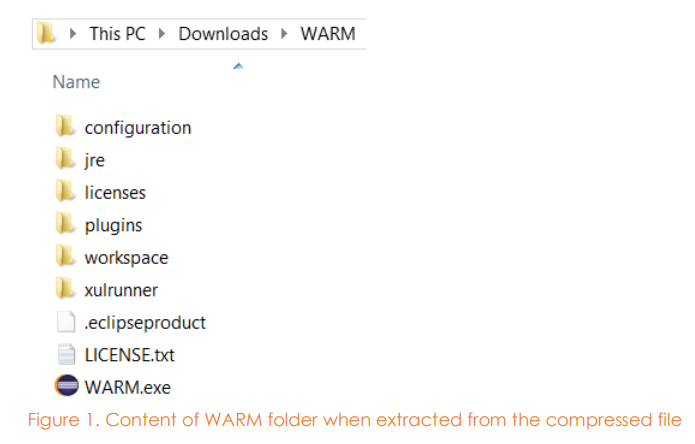 This PC Downloads WARM
Name
configuration
jre
licenses
plugins
workspace
xulrunner
.eclipseproduct
LICENSE.txt
WARM.exe
Figure 1. Content of WARM folder when extracted from the compressed file